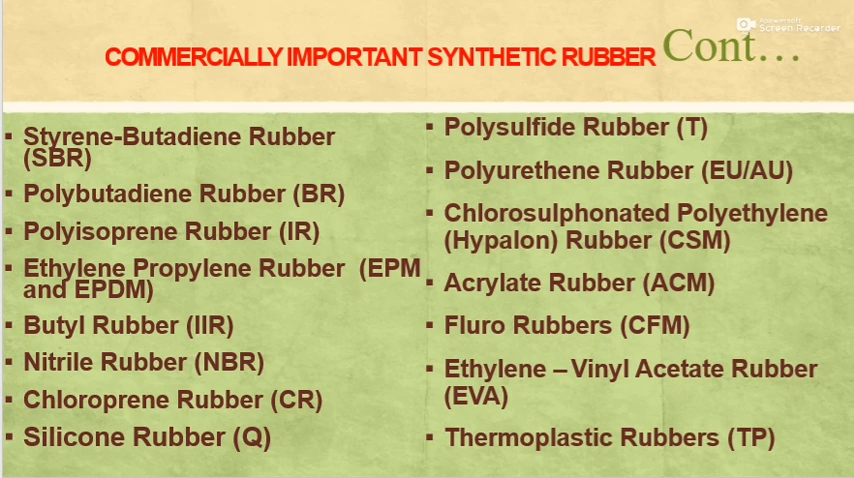 Apowersoft
Screen Recorder
COMMERCIALLY IMPORTANT SYNTHETIC RUBBER Cont…
▪ Styrene-Butadiene Rubber
(SBR)
▪ Polybutadiene Rubber (BR)
▪ Polyisoprene Rubber (IR)
▪ Ethylene Propylene Rubber (EPM
and EPDM)
▪ Butyl Rubber (IIR)
▪ Nitrile Rubber (NBR)
▪ Chloroprene Rubber (CR)
▪ Silicone Rubber (Q)
▪ Polysulfide Rubber (T)
▪ Polyurethene Rubber (EU/AU)
▪ Chlorosulphonated Polyethylene
(Hypalon) Rubber (CSM)
▪ Acrylate Rubber (ACM)
▪ Fluro Rubbers (CFM)
▪ Ethylene – Vinyl Acetate Rubber
(EVA)
▪ Thermoplastic Rubbers (TP)